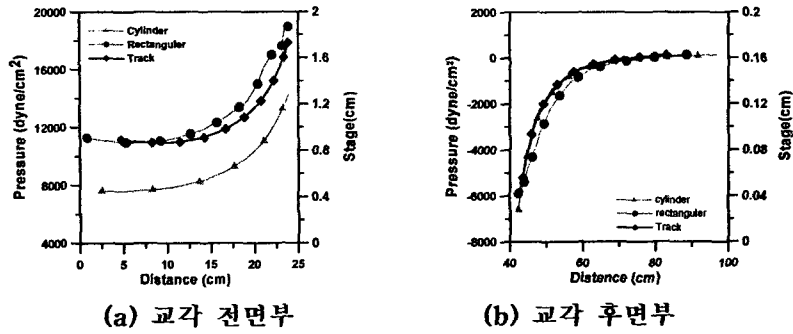 20000
16000
12000
8000
4000
Pressure (dyne/cm²)
Cylinder
Rectanguler
Track
2
1.6
1.2
0.8
0.4
0
Stage(cm)
0 5 10 15 20 25
Distance (cm)
(a) 교각 전면부
2000
0
-2000
-4000
-6000
-8000
Pressure (dyne/cm²)
cylinder
rectanguler
Track
0.2
0.16
0.12
0.08
0.04
0
Stage(cm)
40 60 80 100
Distence (cm)
(b) 교각 후면부